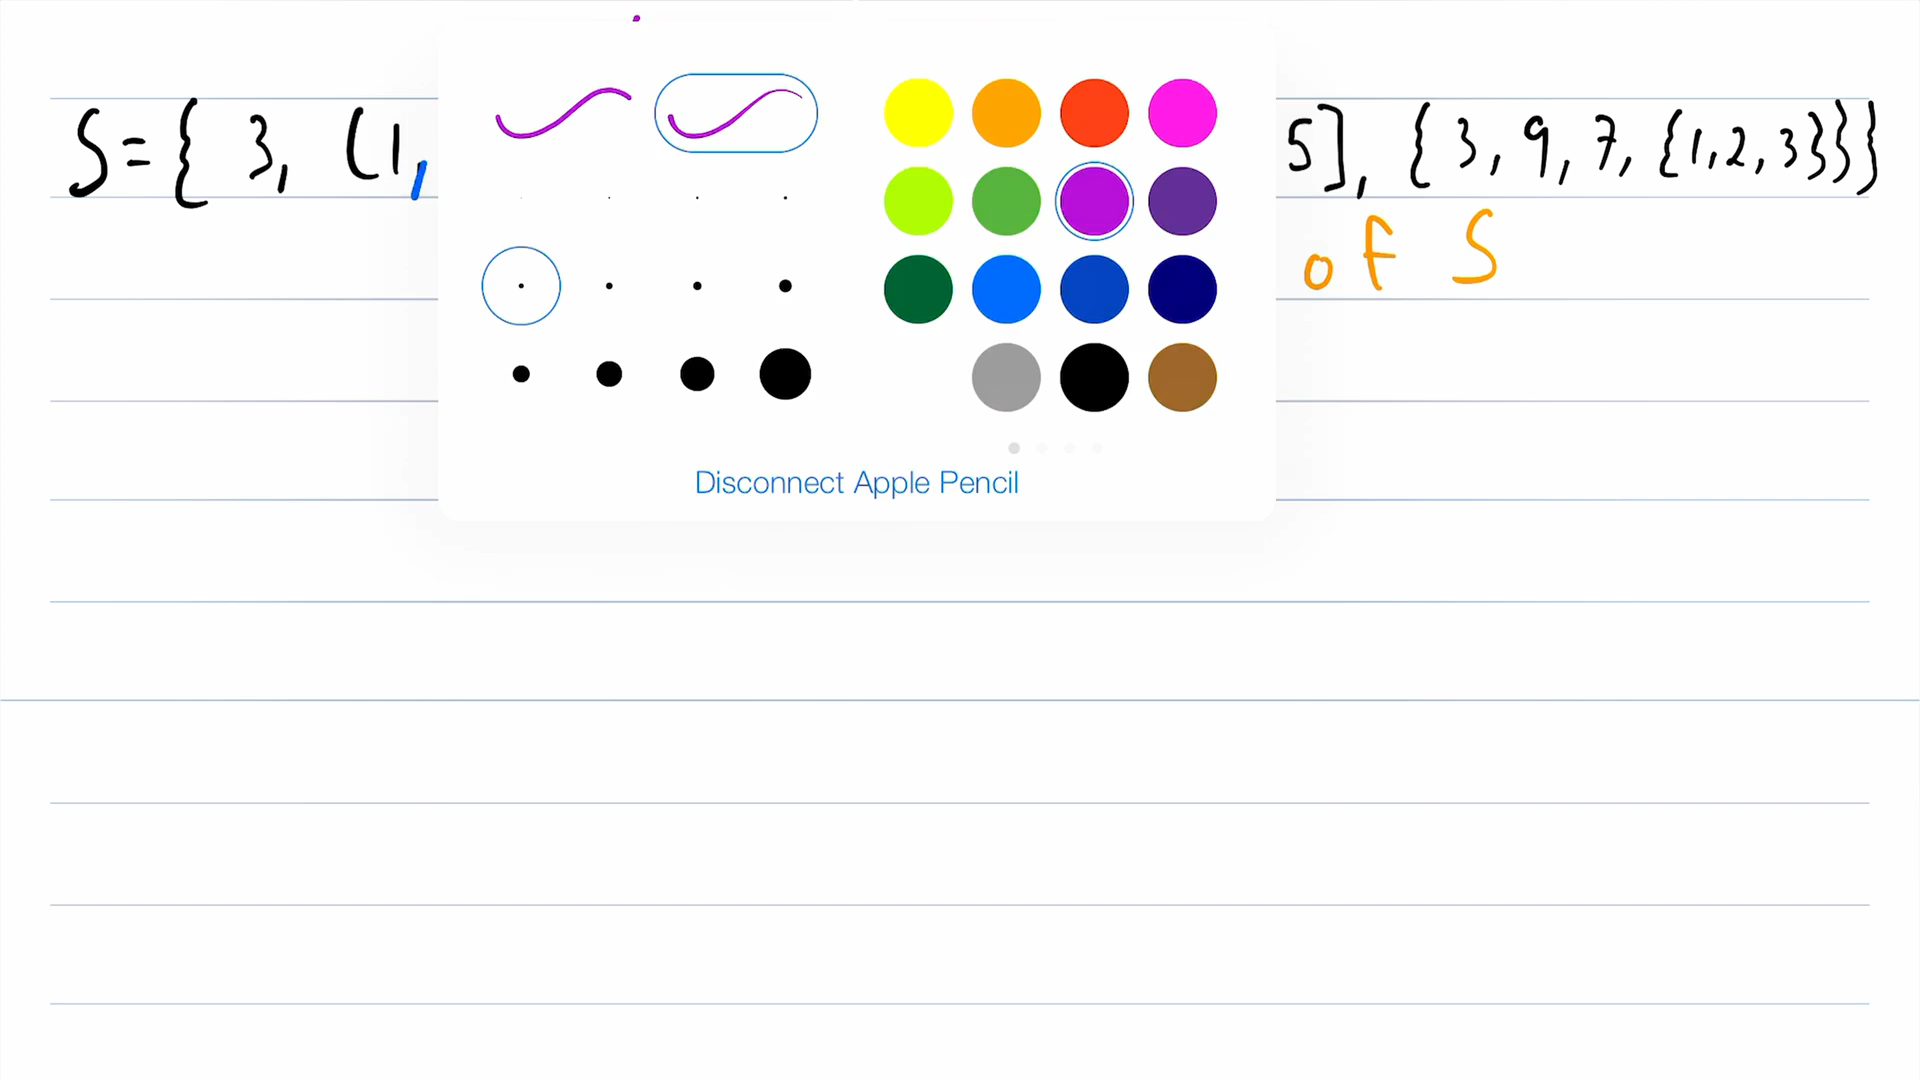 S={ 3, (1, 5], { 3, 9, 7, {1,2,3}}}
of S
Disconnect Apple Pencil